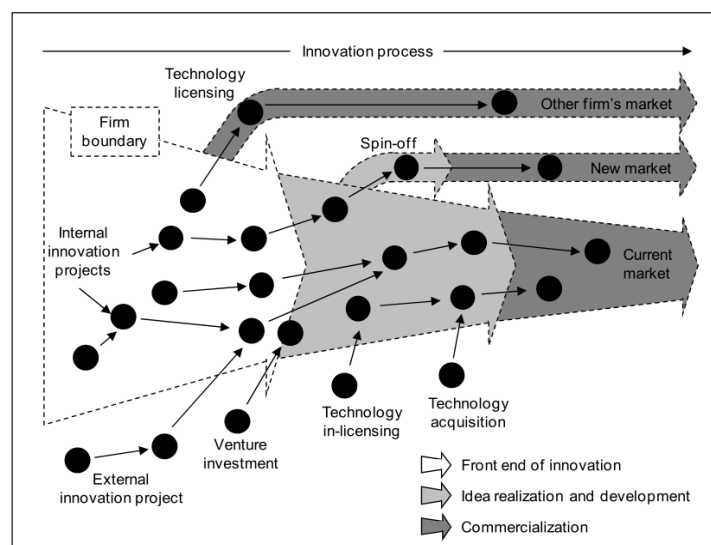 Innovation process
Technology
licensing
Other firm's market
Firm
boundary
Spin-off
New market
Internal
innovation
projects
Current
market
Technology
in-licensing
Technology
acquisition
Venture
investment
External
innovation project
Front end of innovation
Idea realization and development
Commercialization